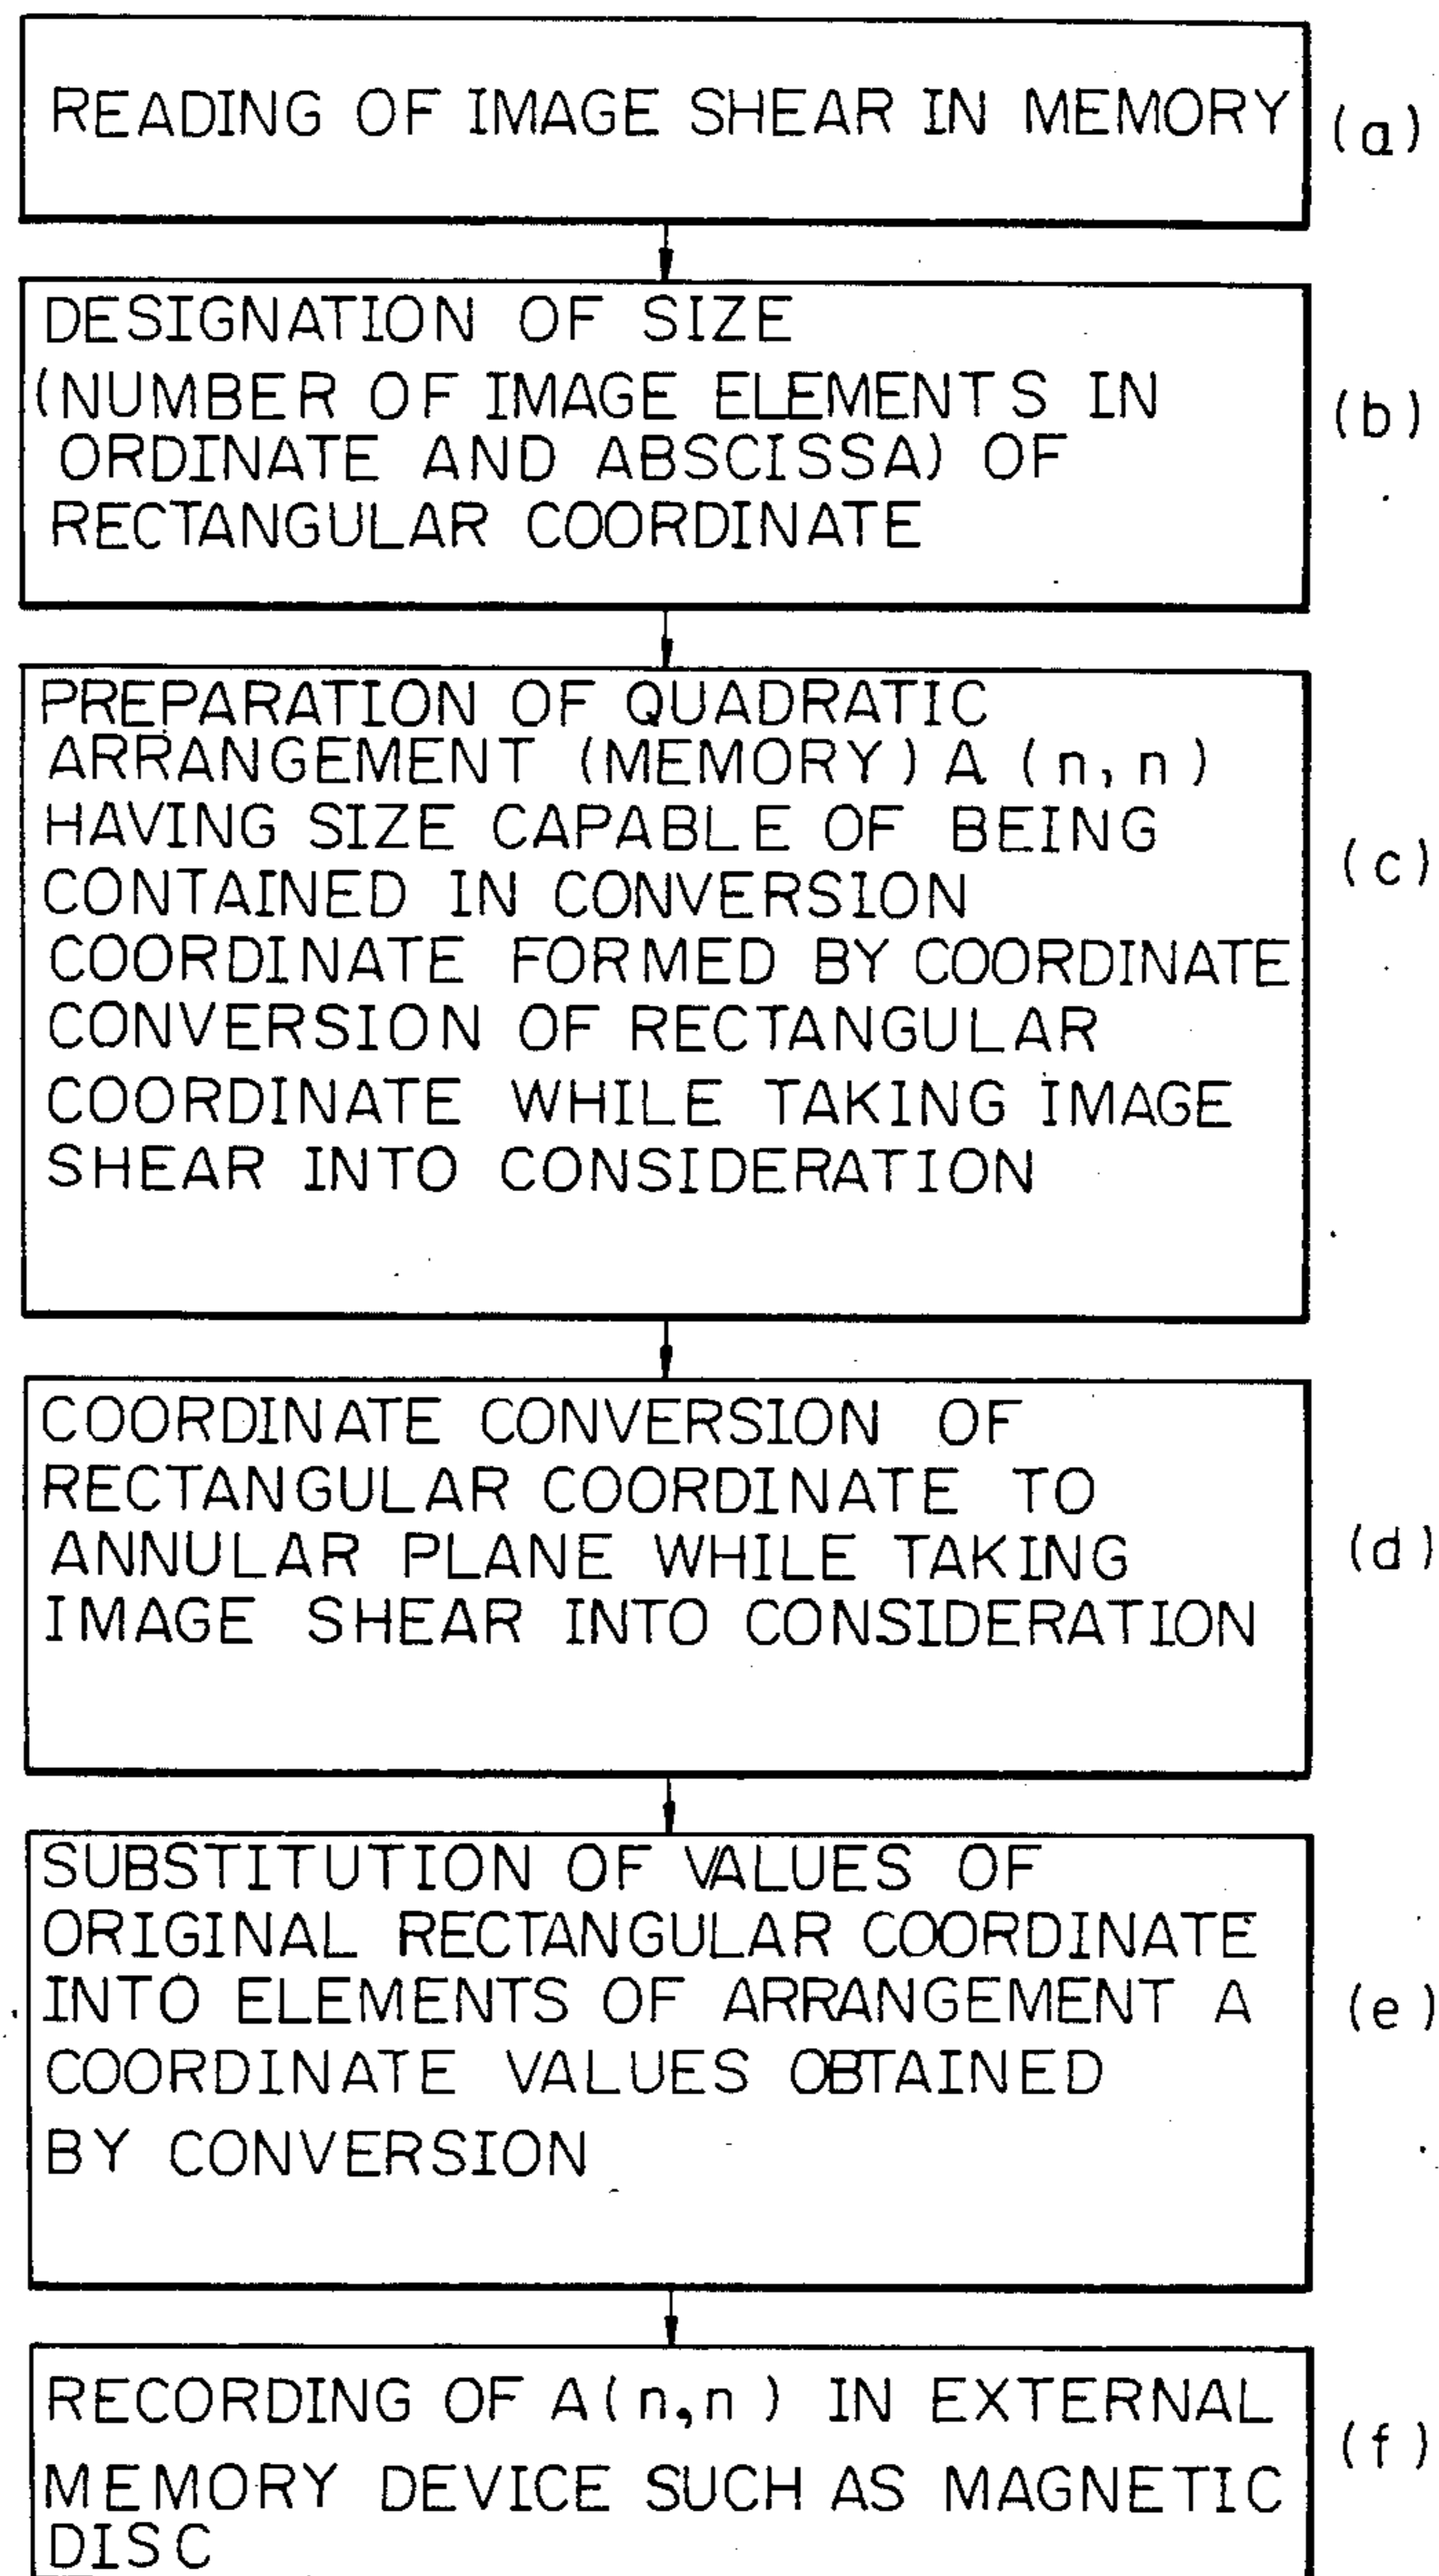 READING OF IMAGE SHEAR IN MEMORY
(a)
DESIGNATION OF SIZE
(NUMBER OF IMAGE ELEMENTS IN
ORDINATE AND ABSCISSA) OF
RECTANGULAR COORDINATE
(b)
PREPARATION OF QUADRATIC
ARRANGEMENT (MEMORY) A (n, n)
HAVING SIZE CAPABLE OF BEING
CONTAINED IN CONVERSION
COORDINATE FORMED BY COORDINATE
CONVERSION OF RECTANGULAR
COORDINATE WHILE TAKING IMAGE
SHEAR INTO CONSIDERATION
(c)
COORDINATE CONVERSION OF
RECTANGULAR COORDINATE TO
ANNULAR PLANE WHILE TAKING
IMAGE SHEAR INTO CONSIDERATION
(d)
SUBSTITUTION OF VALUES OF
ORIGINAL RECTANGULAR COORDINATE
INTO ELEMENTS OF ARRANGEMENT A
COORDINATE VALUES OBTAINED
BY CONVERSION
(e)
RECORDING OF A(n,n) IN EXTERNAL
MEMORY DEVICE SUCH AS MAGNETIC
DISC
(f)